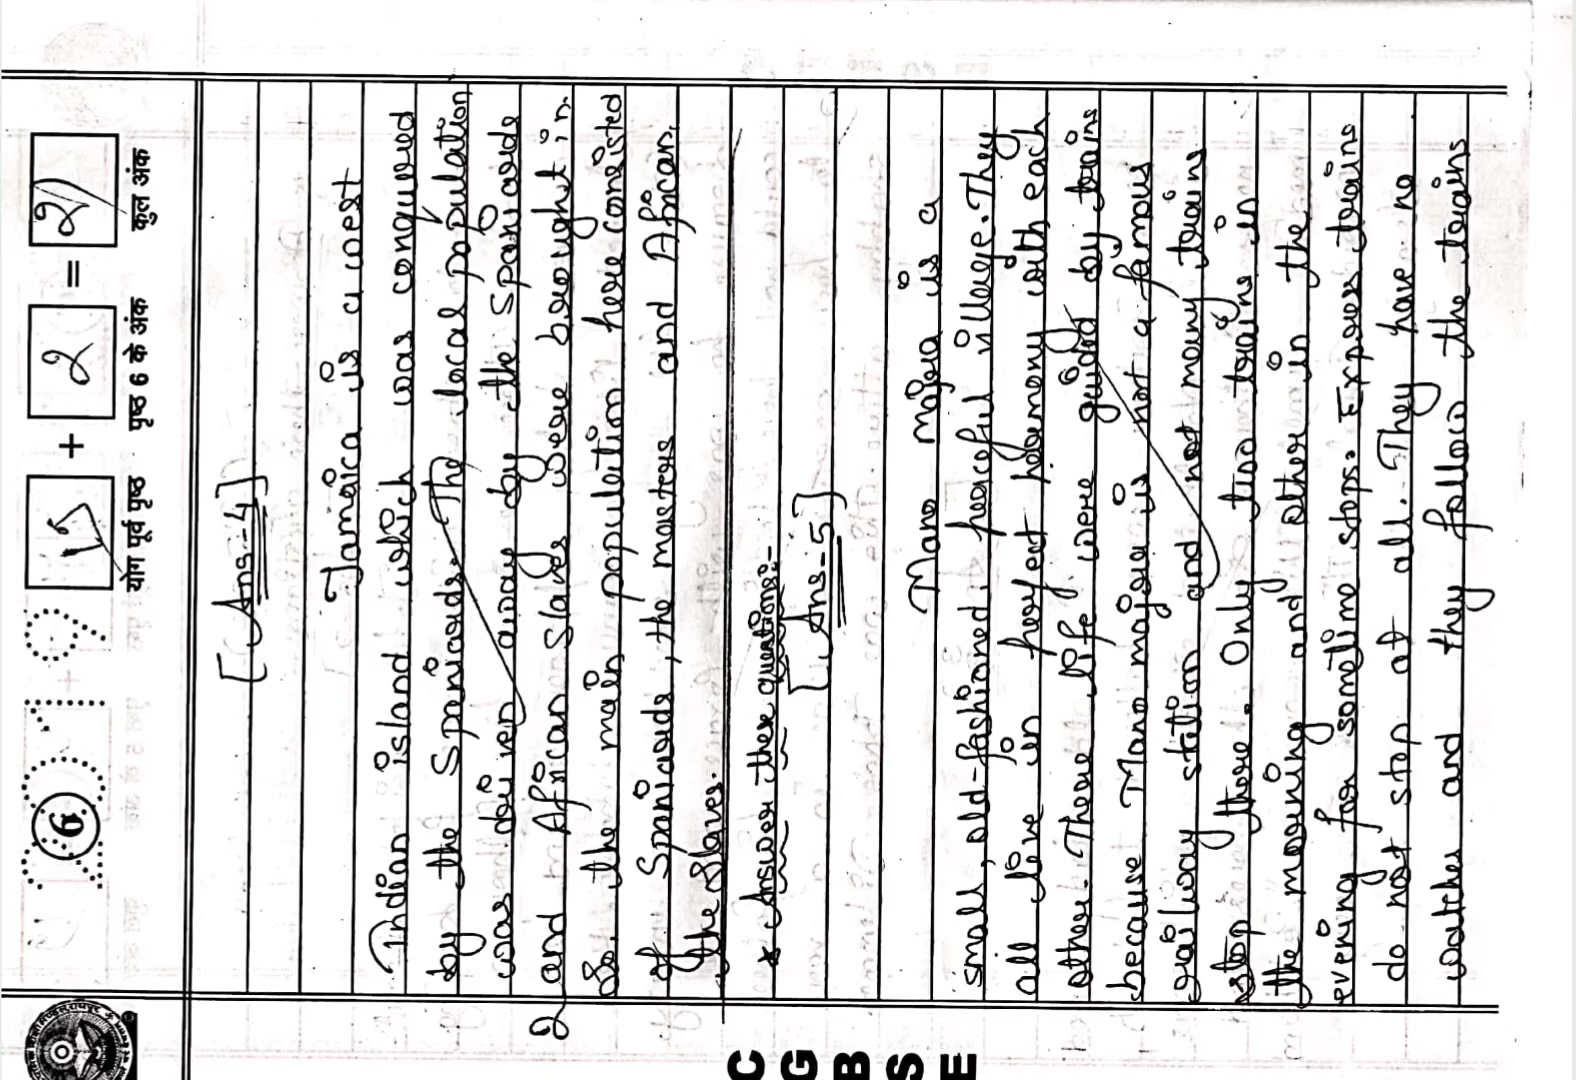 6
15 + 2 = 21
योग पूर्व पृष्ठ पृष्ठ 6 के अंक कुल अंक
[Ans:-4]
Jamaica is a west
Indian island which was conquered
by the Spaniards. The local population
was driven away by the Spaniards
2 and African Slaves were brought in.
So, the main population here consisted
of Spaniards, the masters and African,
the Slaves.
* Answer these questions:-
[Ans-5]
Mano majra is a
small, old-fashioned, peaceful village. They
all live in perfect harmony with each
other. There life were guided by trains
because Mano majra is not a famous
railway station and not many trains
stop there. Only two trains in
the morning and other in the
evening for sometime stops. Express trains
do not stop at all. They have no
watches and they follow the trains
C G B S E